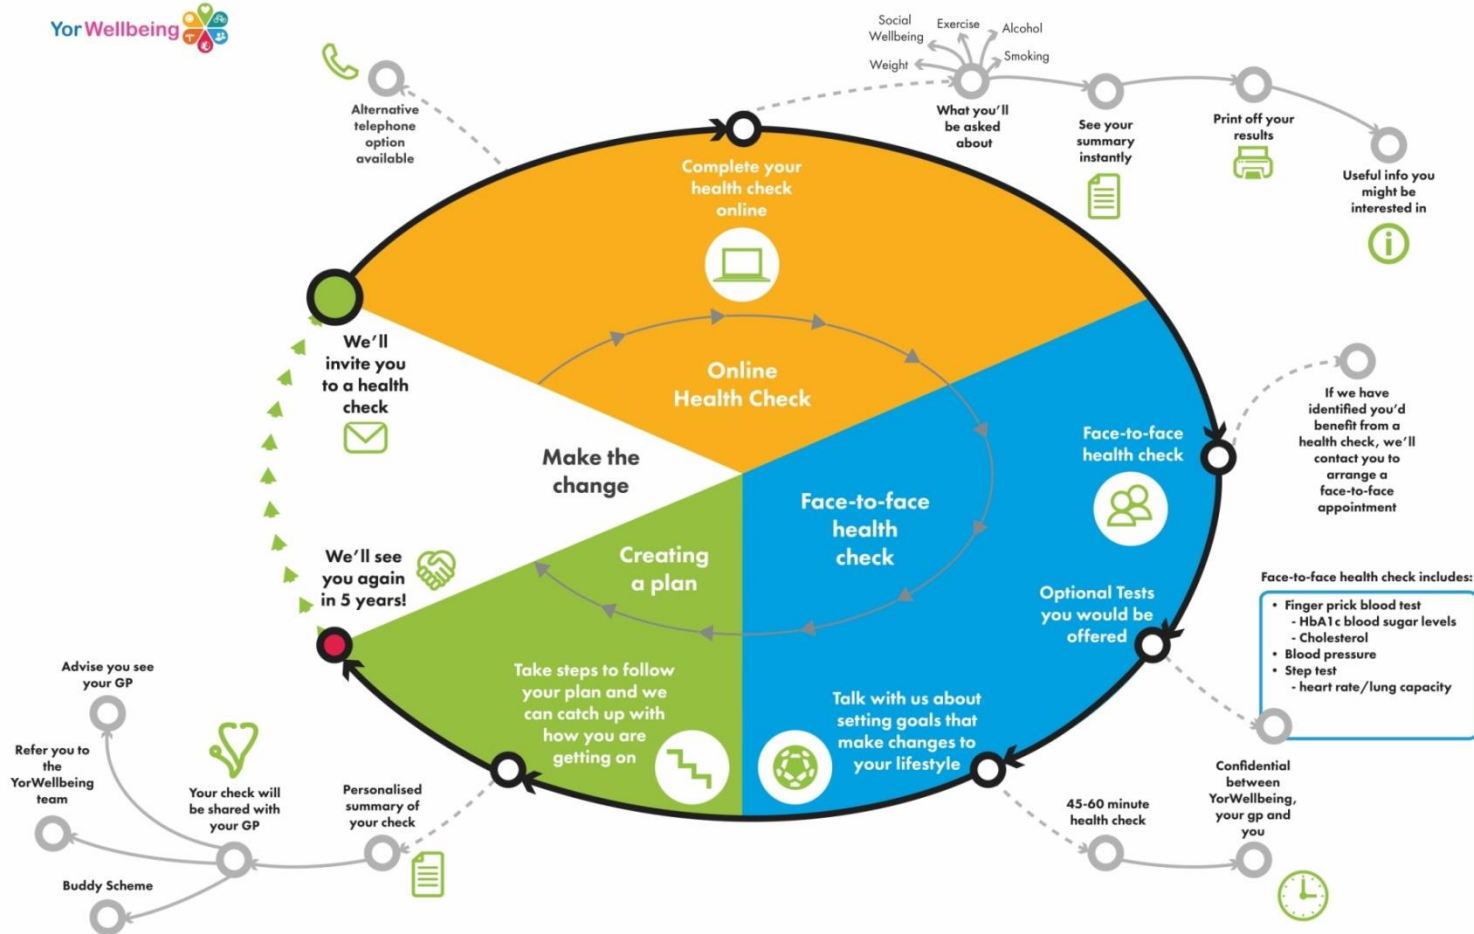 YorWellbeing
Alternative
telephone
option
available
Social
Wellbeing
Exercise
Alcohol
Weight
Smoking
What you'll
be asked
about
See your
summary
instantly
Print off your
results
Useful info you
might be
interested in
Complete your
health check
online
We'll
invite you
to a health
check
Online
Health Check
Make the
change
Face-to-face
health check
If we have
identified you'd
benefit from a
health check, we'll
contact you to
arrange a
face-to-face
appointment
Face-to-face
health
check
Creating
a plan
We'll see
you again
in 5 years!
Optional Tests
you would be
offered
Face-to-face health check includes:
• Finger prick blood test
- HbA1c blood sugar levels
- Cholesterol
• Blood pressure
• Step test
- heart rate/lung capacity
Take steps to follow
your plan and we
can catch up with
how you are
getting on
Talk with us about
setting goals that
make changes to
your lifestyle
Advise you see
your GP
Refer you to
the
YorWellbeing
team
Buddy Scheme
Your check will
be shared with
your GP
Personalised
summary of
your check
45-60 minute
health check
Confidential
between
YorWellbeing,
your gp and
you